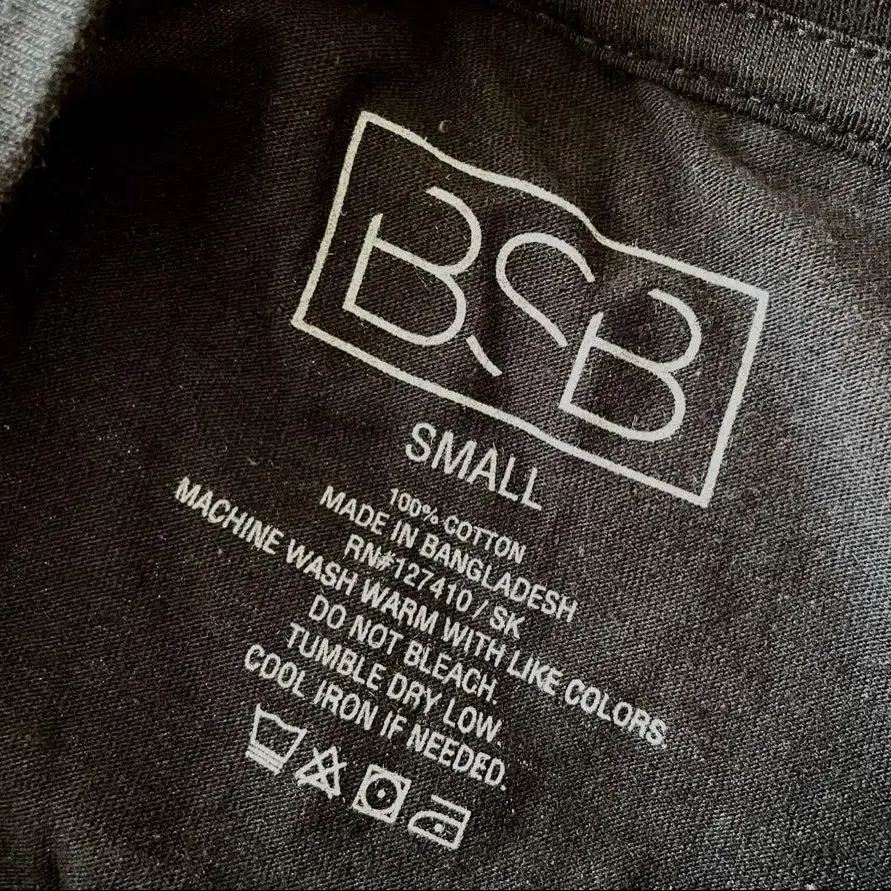 BSB
SMALL
100% COTTON
MADE IN BANGLADESH
RN#127410 / SK
MACHINE WASH WARM WITH LIKE COLORS.
DO NOT BLEACH.
TUMBLE DRY LOW.
COOL IRON IF NEEDED.